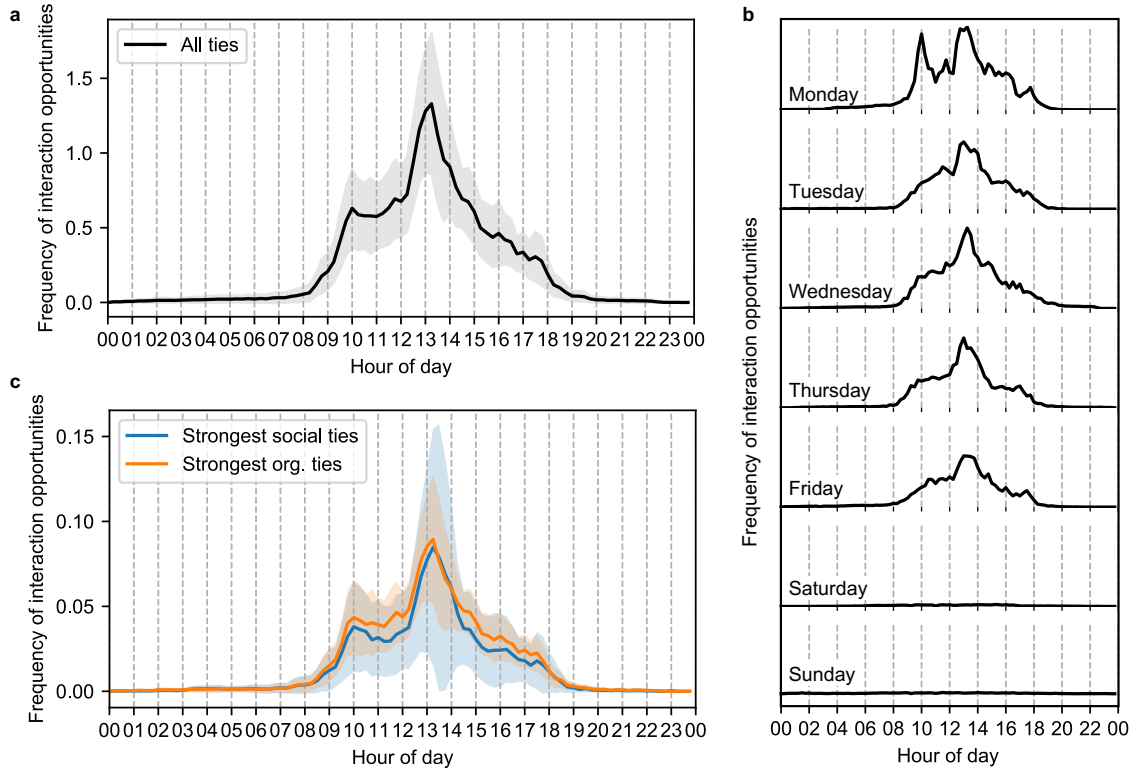 a
All ties
Frequency of interaction opportunities
1.5
1.0
0.5
0.0
00 01 02 03 04 05 06 07 08 09 10 11 12 13 14 15 16 17 18 19 20 21 22 23 00
Hour of day
c
Strongest social ties
Strongest org. ties
Frequency of interaction opportunities
0.15
0.10
0.05
0.00
00 01 02 03 04 05 06 07 08 09 10 11 12 13 14 15 16 17 18 19 20 21 22 23 00
Hour of day
b
Frequency of interaction opportunities
Monday
Tuesday
Wednesday
Thursday
Friday
Saturday
Sunday
00 02 04 06 08 10 12 14 16 18 20 22 00
Hour of day